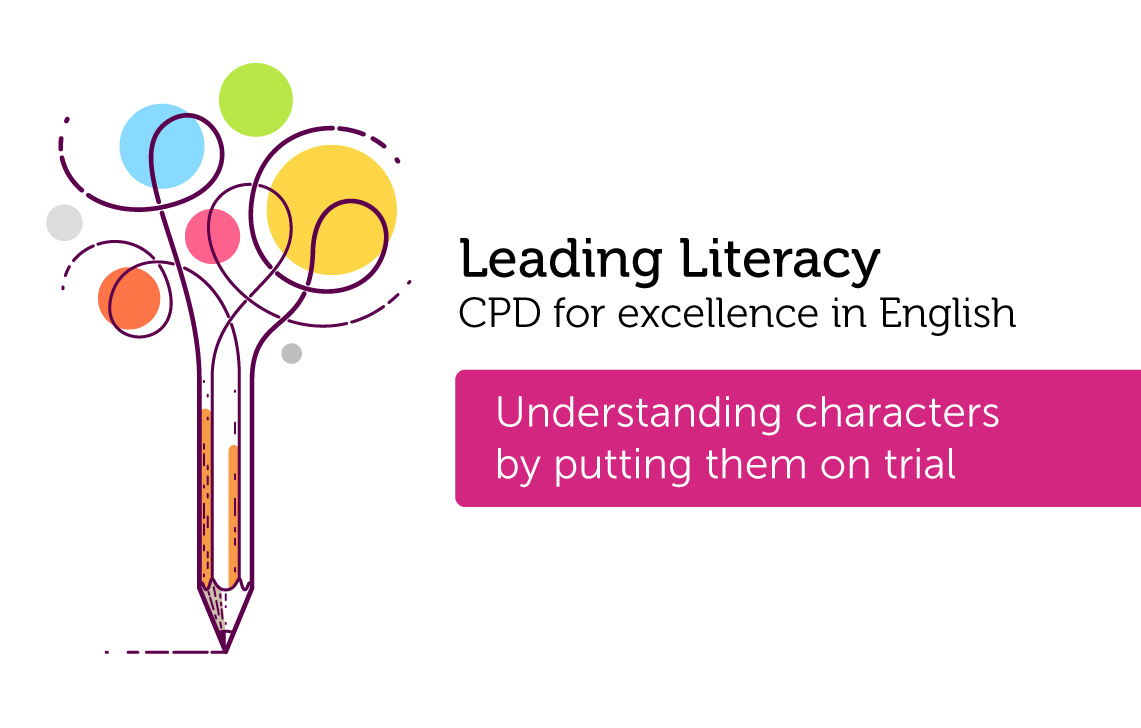 Leading Literacy
CPD for excellence in English
Understanding characters
by putting them on trial